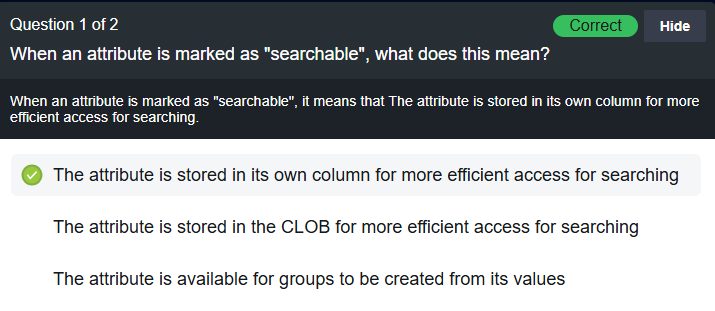 Question 1 of 2
Correct
Hide
When an attribute is marked as "searchable", what does this mean?
When an attribute is marked as "searchable", it means that The attribute is stored in its own column for more
efficient access for searching.
The attribute is stored in its own column for more efficient access for searching
The attribute is stored in the CLOB for more efficient access for searching
The attribute is available for groups to be created from its values